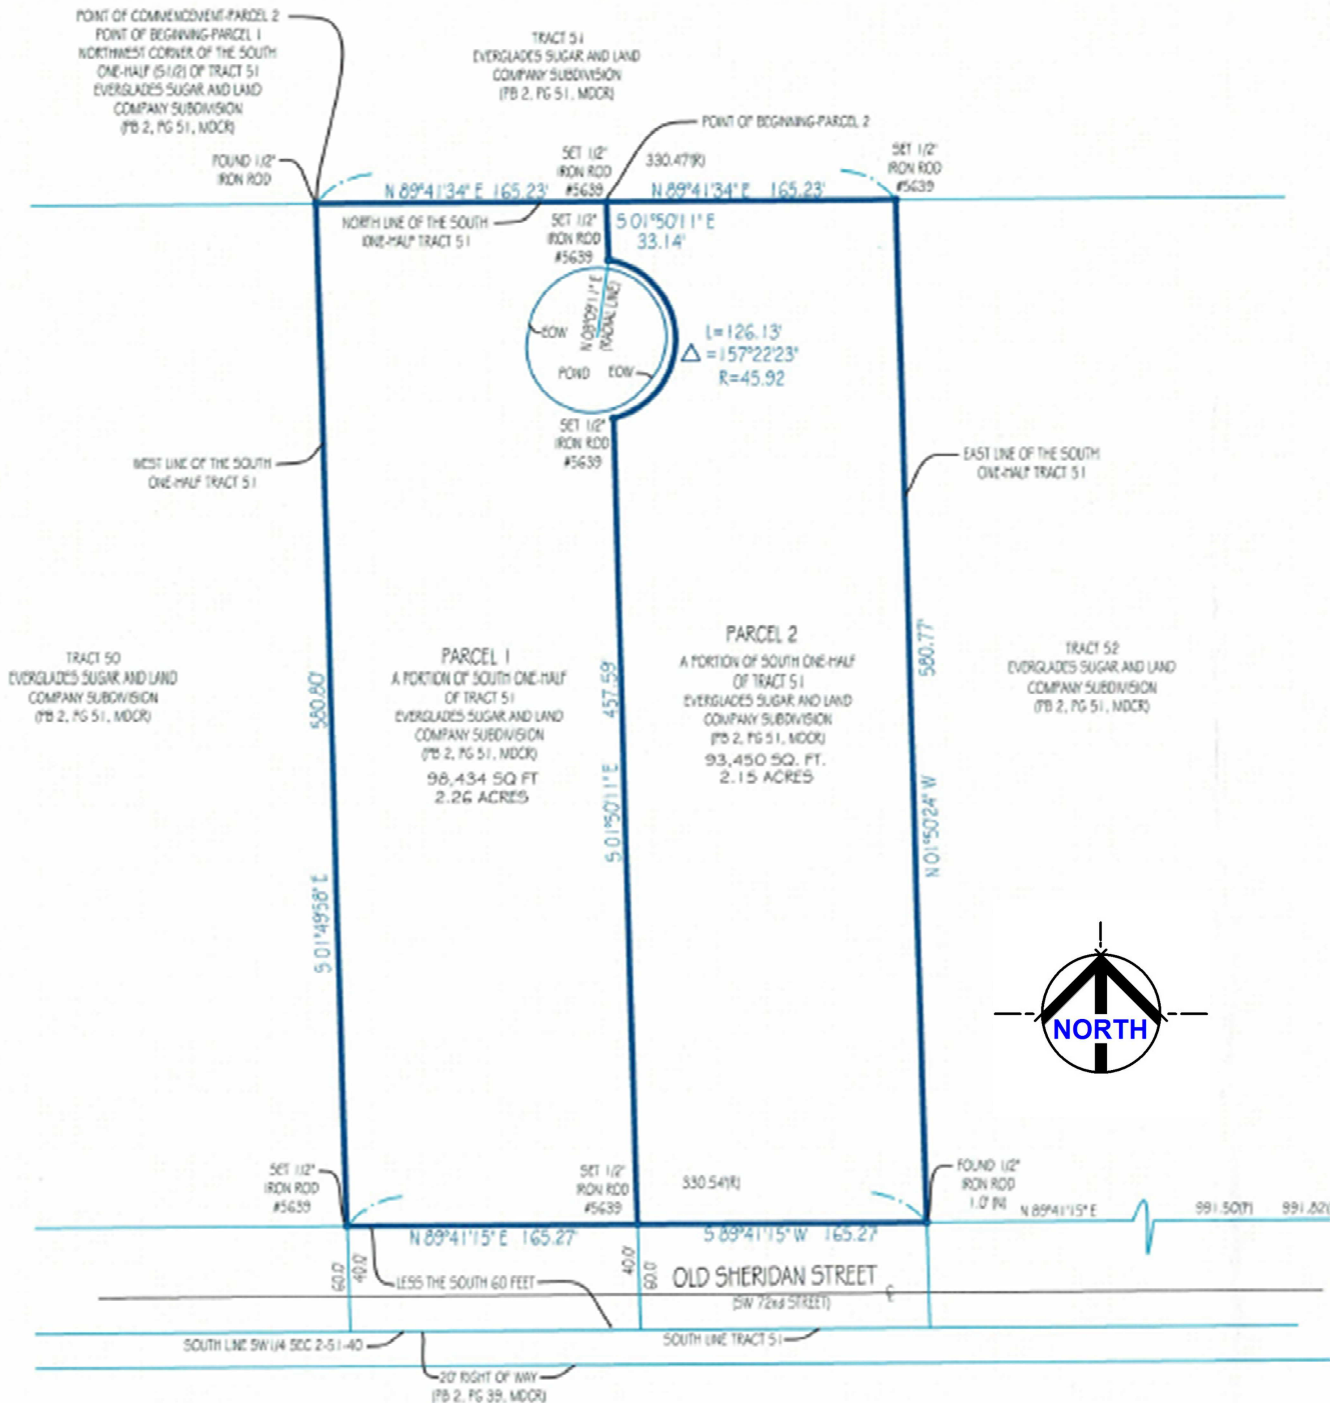 POINT OF COMMENCEMENT-PARCEL 2
POINT OF BEGINNING-PARCEL 1
NORTHWEST CORNER OF THE SOUTH
ONE-HALF (S1/2) OF TRACT 51
EVERGLADES SUGAR AND LAND
COMPANY SUBDIVISION
(PB 2, PG 51, MDCR)
TRACT 51
EVERGLADES SUGAR AND LAND
COMPANY SUBDIVISION
(PB 2, PG 51, MDCR)
POINT OF BEGINNING-PARCEL 2
FOUND 1/2"
IRON ROD
SET 1/2"
IRON ROD
#5639
330.47'(R)
SET 1/2"
IRON ROD
#5639
N 89°41'34" E 165.23'
N 89°41'34" E 165.23'
NORTH LINE OF THE SOUTH
ONE-HALF TRACT 51
SET 1/2"
IRON ROD
#5639
S 01°50'11" E
33.14'
N 08°09'17" E
(RADIAL LINE)
EOW
POND
EOW
L=126.13'
Δ =157°22'23"
R=45.92
SET 1/2"
IRON ROD
#5639
WEST LINE OF THE SOUTH
ONE-HALF TRACT 51
EAST LINE OF THE SOUTH
ONE-HALF TRACT 51
TRACT 50
EVERGLADES SUGAR AND LAND
COMPANY SUBDIVISION
(PB 2, PG 51, MDCR)
S 01°49'58" E 580.80'
PARCEL 1
A PORTION OF SOUTH ONE-HALF
OF TRACT 51
EVERGLADES SUGAR AND LAND
COMPANY SUBDIVISION
(PB 2, PG 51, MDCR)
98,434 SQ FT
2.26 ACRES
S 01°50'11" E 457.59'
PARCEL 2
A PORTION OF SOUTH ONE-HALF
OF TRACT 51
EVERGLADES SUGAR AND LAND
COMPANY SUBDIVISION
(PB 2, PG 51, MDCR)
93,450 SQ. FT.
2.15 ACRES
N 01°50'24" W 580.77'
TRACT 52
EVERGLADES SUGAR AND LAND
COMPANY SUBDIVISION
(PB 2, PG 51, MDCR)
NORTH
SET 1/2"
IRON ROD
#5639
SET 1/2"
IRON ROD
#5639
330.54'(R)
FOUND 1/2"
IRON ROD
1.0' (N)
N 89°41'15" E
991.50'(P)
991.82'(
N 89°41'15" E 165.27'
S 89°41'15" W 165.27'
60.0'
40.0'
LESS THE SOUTH 60 FEET
40.0'
60.0'
OLD SHERIDAN STREET
(SW 72nd STREET)
SOUTH LINE SW 1/4 SEC 2-51-40
SOUTH LINE TRACT 51
20' RIGHT OF WAY
(PB 2, PG 39, MDCR)